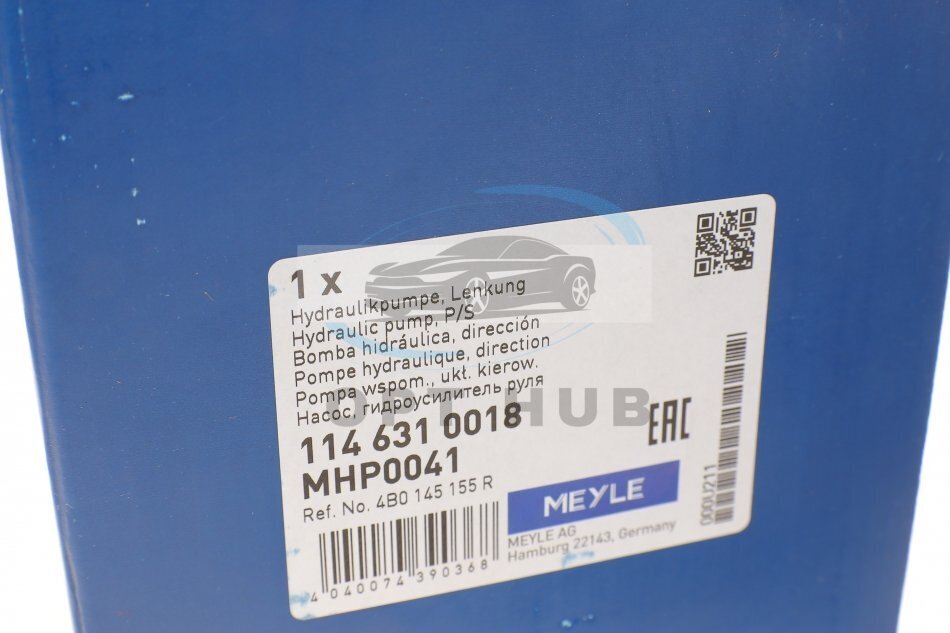 1 x
Hydraulikpumpe, Lenkung
Hydraulic pump, P/S
Bomba hidráulica, dirección
Pompe hydraulique, direction
Pompa wspom., ukł. kierow.
Насос, гидроусилитель руля
OPT HUB
114 631 0018
MHP0041
Ref. No. 4B0 145 155 R
EAC
MEYLE
MEYLE AG
Hamburg 22143, Germany
4 040074 390368
000U211